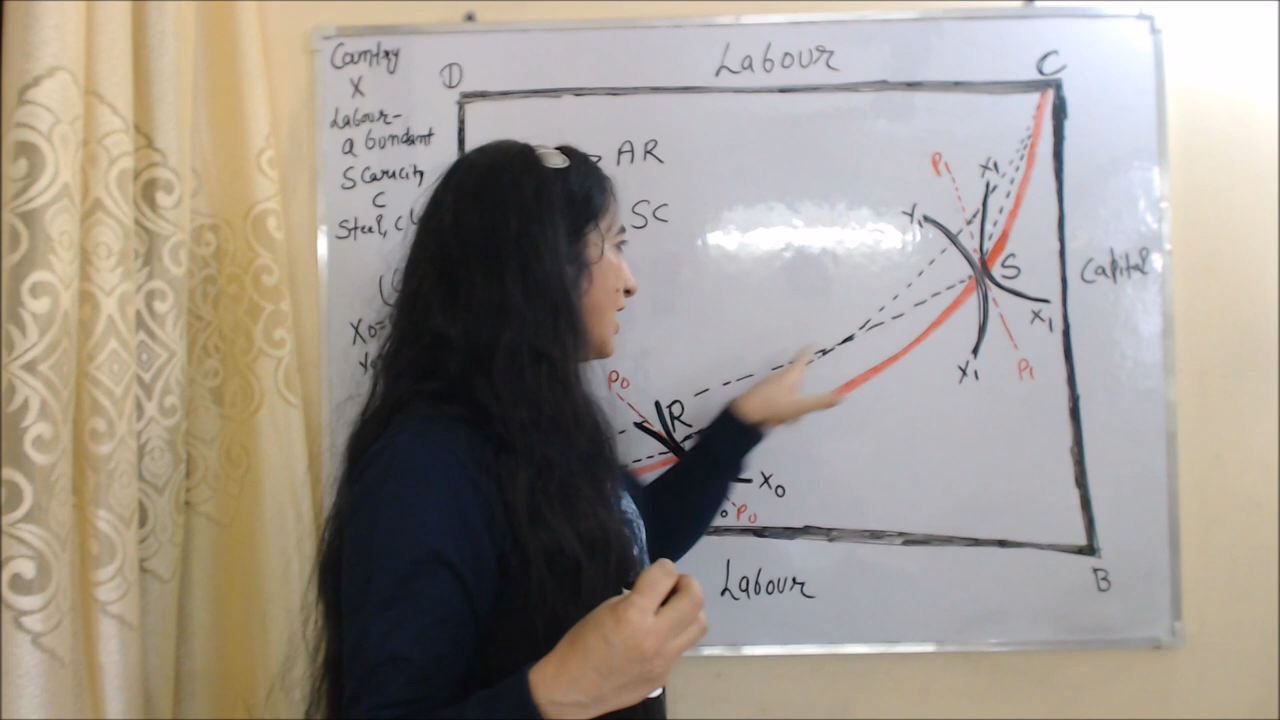 Country
X
Labour-
abundant
Scarcity
C
Steel, Cl
X0=
D
Labour
C
AR
SC
Capital
P1
X1
Y1
S
X1
X1
P1
P0
R
X0
P0
Labour
B